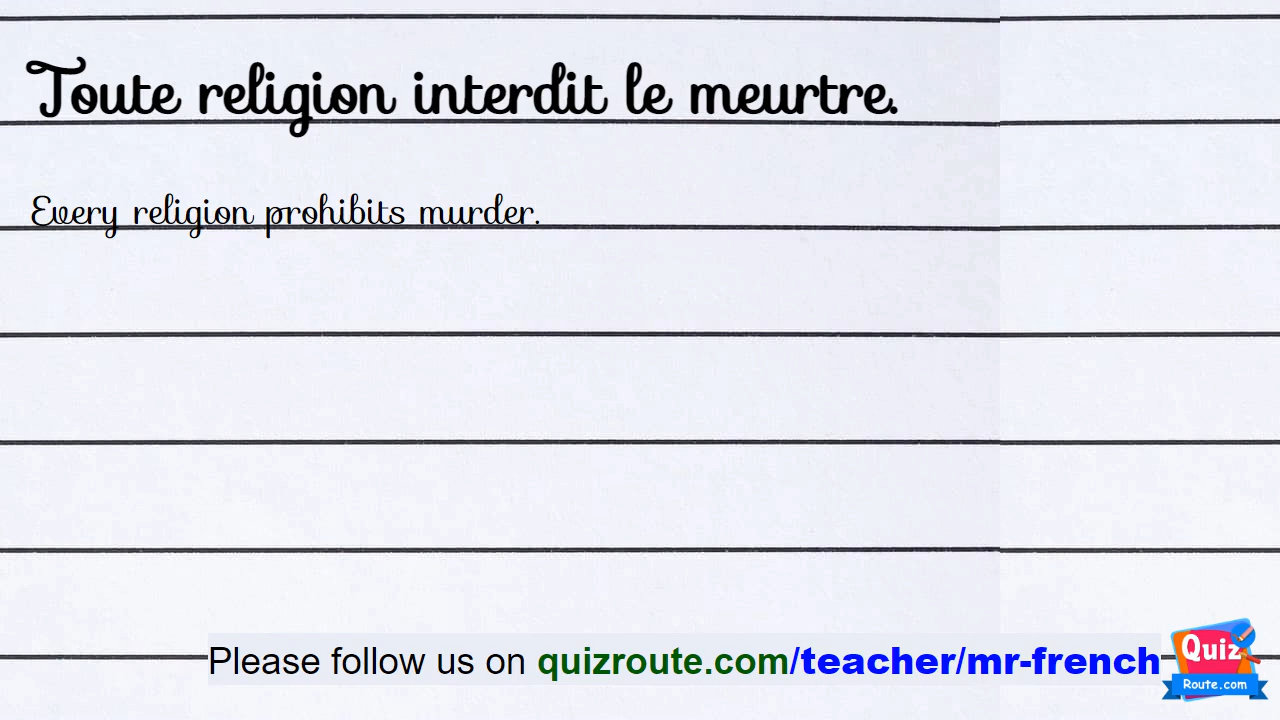 Toute religion interdit le meurtre.
Every religion prohibits murder.
Please follow us on quizroute.com/teacher/mr-french
Quiz
Route.com